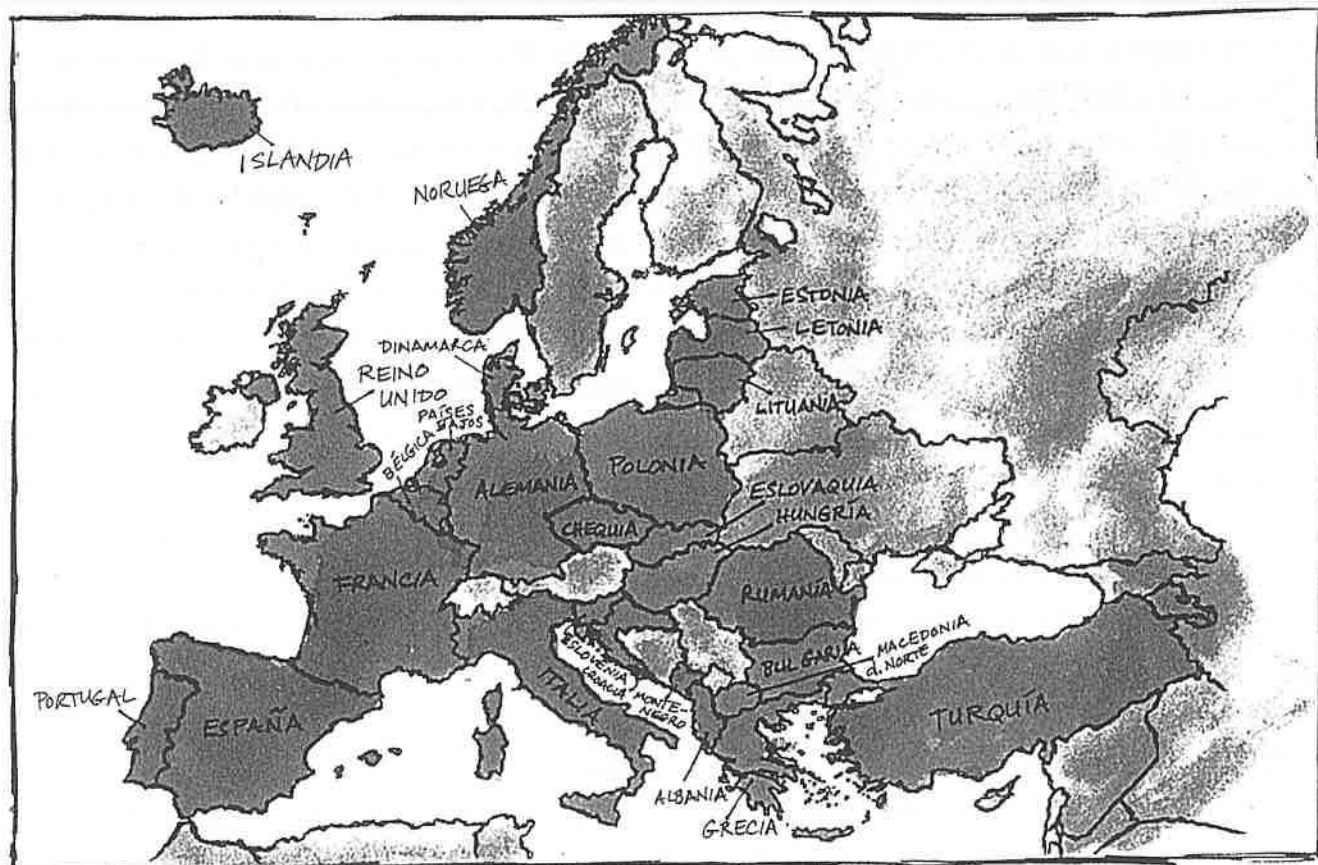 ISLANDIA
NORUEGA
ESTONIA
LETONIA
DINAMARCA
REINO
UNIDO
LITUANIA
PAÍSES
BAJOS
BÉLGICA
POLONIA
ALEMANIA
ESLOVAQUIA
HUNGRÍA
CHEQUIA
FRANCIA
RUMANÍA
MACEDONIA
d. NORTE
BULGARIA
ESLOVENIA
CROACIA
MONTE-
NEGRO
ITALIA
PORTUGAL
ESPAÑA
TURQUÍA
ALBANIA
GRECIA